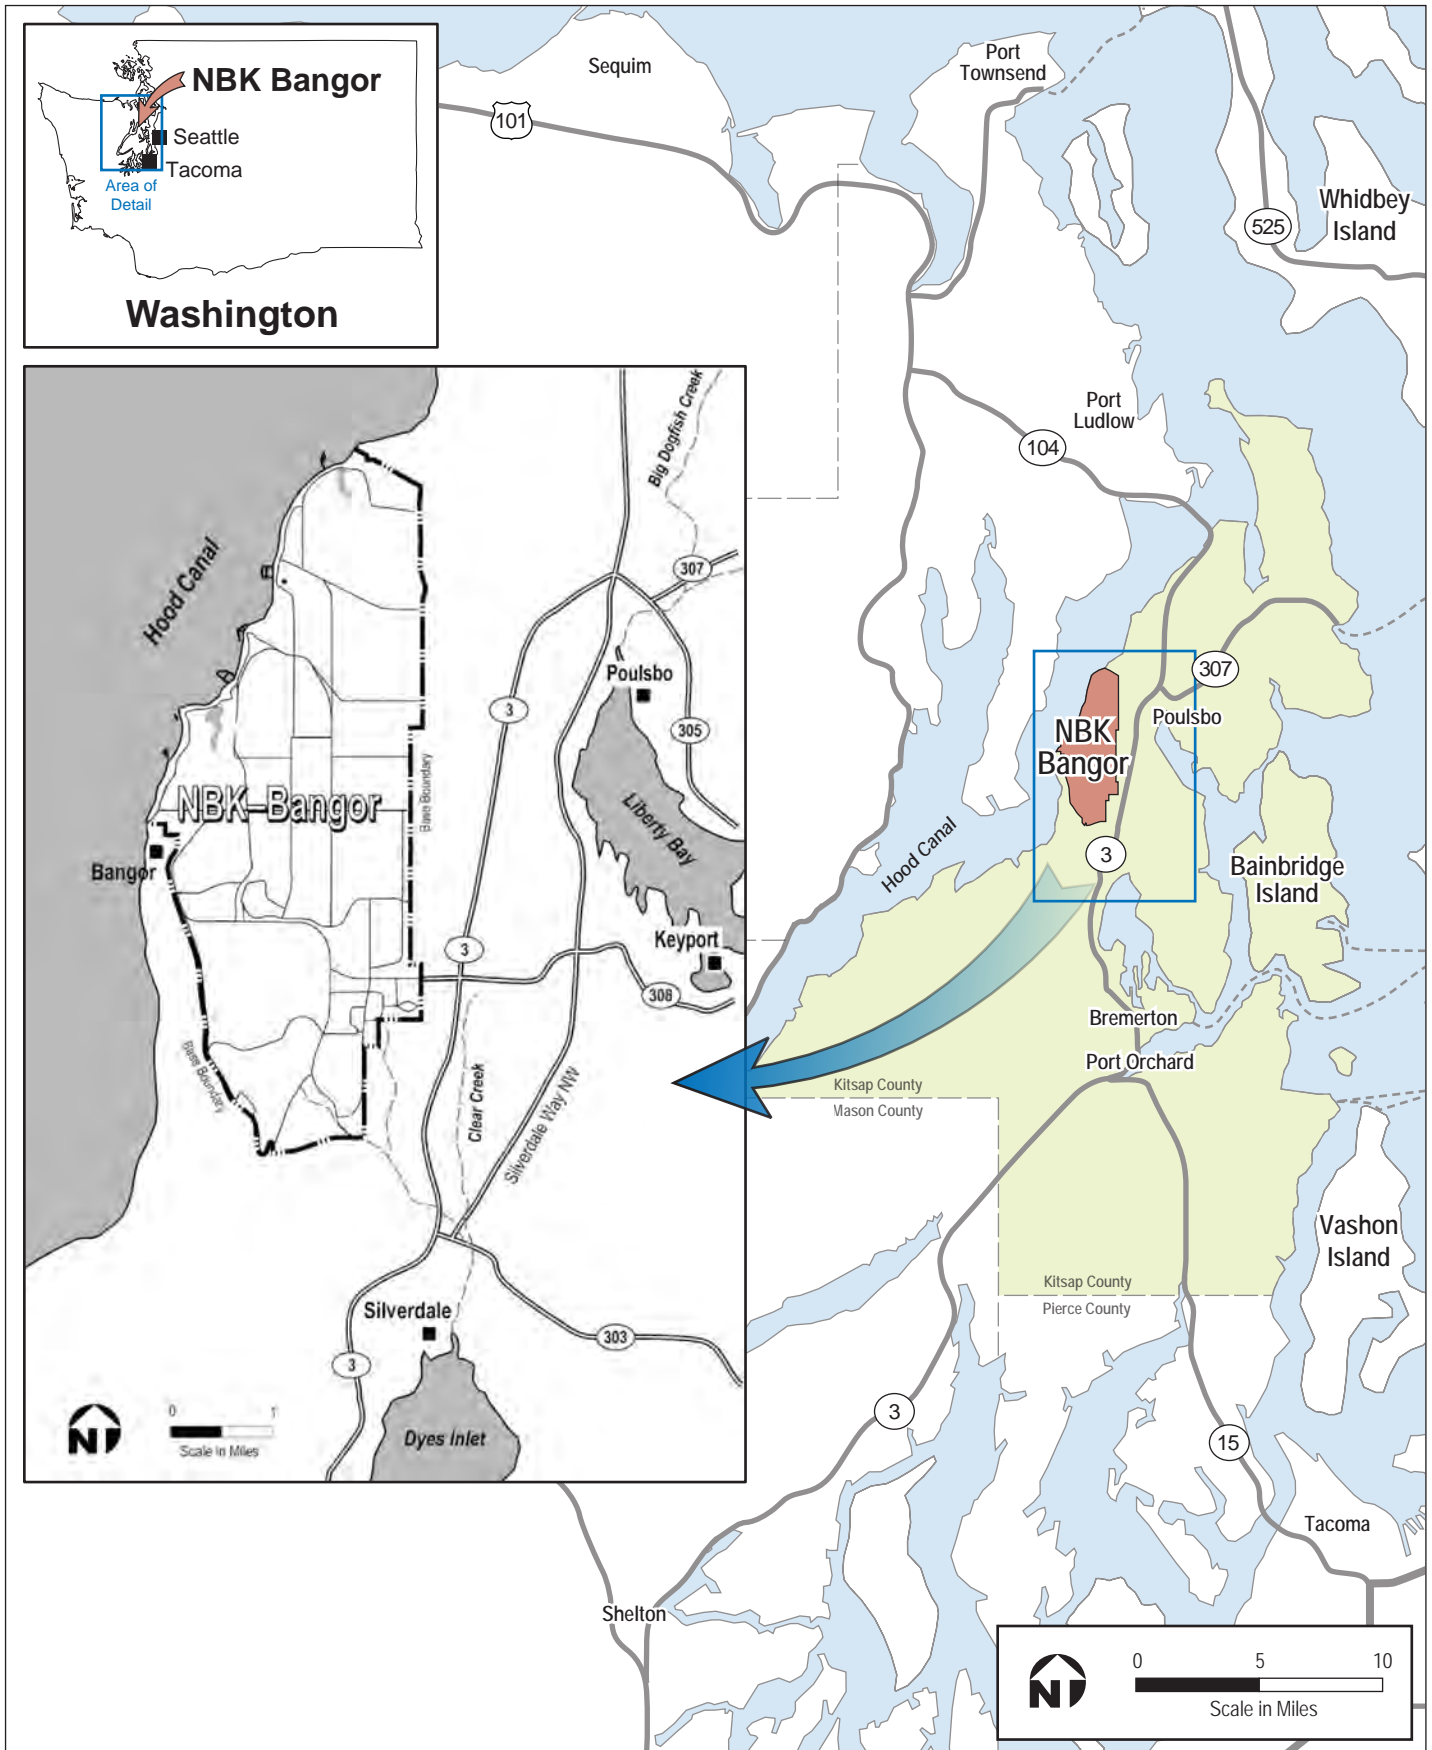 NBK Bangor
Seattle
Tacoma
Area of
Detail
Washington
Sequim
Port
Townsend
101
Whidbey
Island
525
Port
Ludlow
104
307
Poulsbo
NBK
Bangor
3
Hood Canal
Bainbridge
Island
Bremerton
Port Orchard
Kitsap County
Mason County
Vashon
Island
Kitsap County
Pierce County
3
15
Tacoma
Shelton
N
0 5 10
Scale in Miles
Big Dogfish Creek
Hood Canal
307
Poulsbo
3
305
Base Boundary
NBK Bangor
Liberty Bay
Bangor
Keyport
3
308
Base Boundary
Clear Creek
Silverdale Way NW
Silverdale
303
3
N
0 1
Scale in Miles
Dyes Inlet